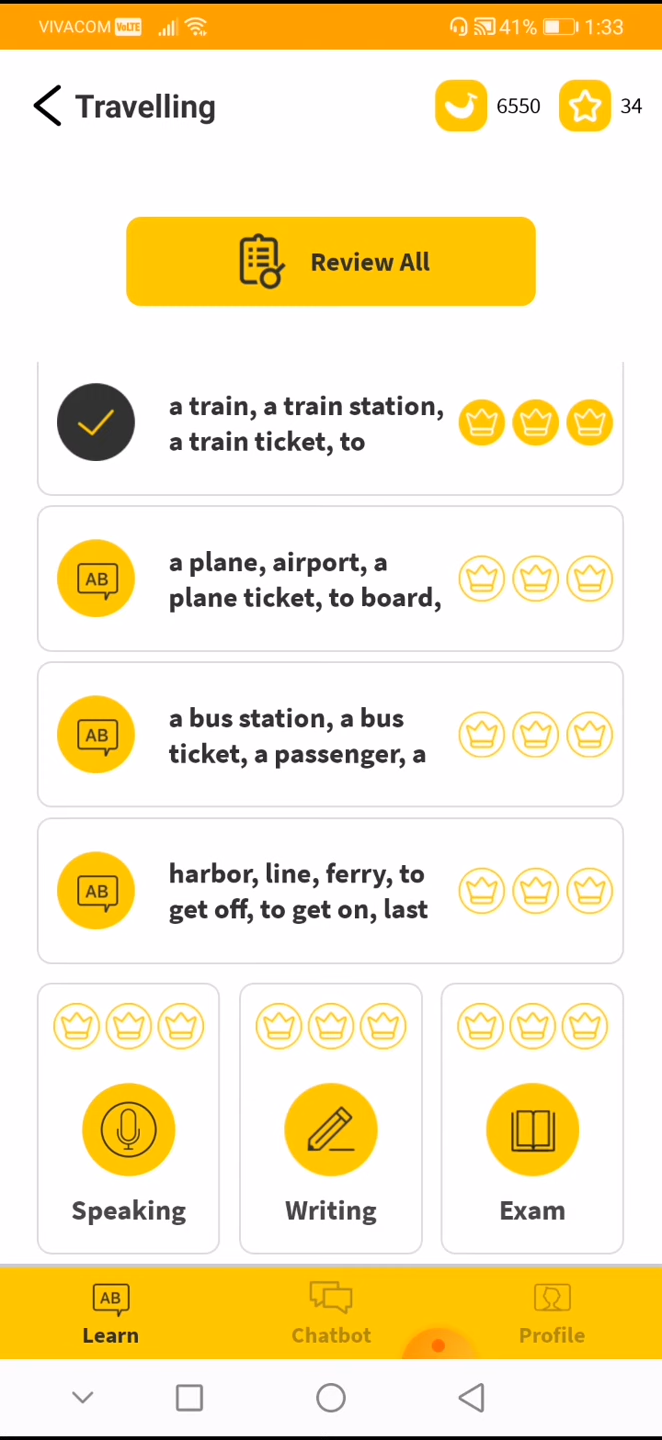 VIVACOM VoLTE 41% 1:33
Travelling 6550 34
Review All
a train, a train station,
a train ticket, to
AB
a plane, airport, a
plane ticket, to board,
AB
a bus station, a bus
ticket, a passenger, a
AB
harbor, line, ferry, to
get off, to get on, last
Speaking Writing Exam
AB
Learn Chatbot Profile